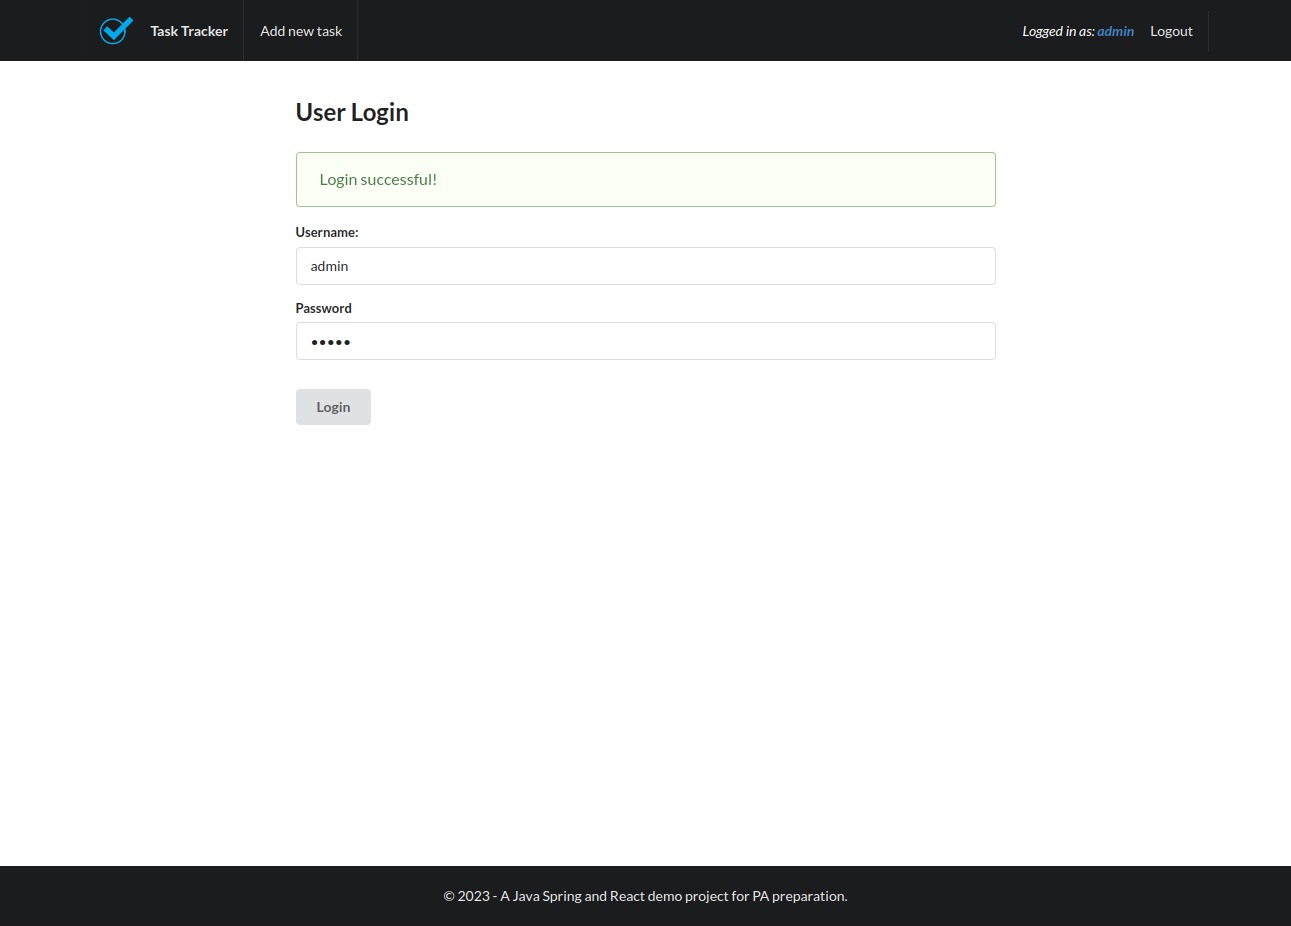 Task Tracker
Add new task
Logged in as: admin
Logout
User Login
Login successful!
Username:
admin
Password
•••••
Login
© 2023 - A Java Spring and React demo project for PA preparation.